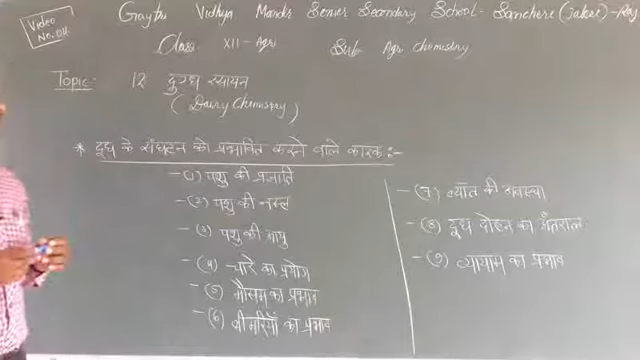 Video
No. 04
Gaytri Vidhya Mandir Senior Secondary School - Sanchore (jalore) - Raj
Class XII - Agri Sub Agri chemistry
Topic: 12 दुग्ध रसायन
(Dairy Chemistry)
* दूध के संघटन को प्रभावित करने वाले कारक :-
- (1) पशु की प्रजाति
- (2) पशु की नस्ल
- (3) पशु की आयु
- (4) चारे का प्रयोग
- (5) मौसम का प्रभाव
- (6) बीमारियों का प्रभाव
- (7) ब्यांत की अवस्था
- (8) दूध दोहन का अंतराल
- (9) व्यायाम का प्रभाव